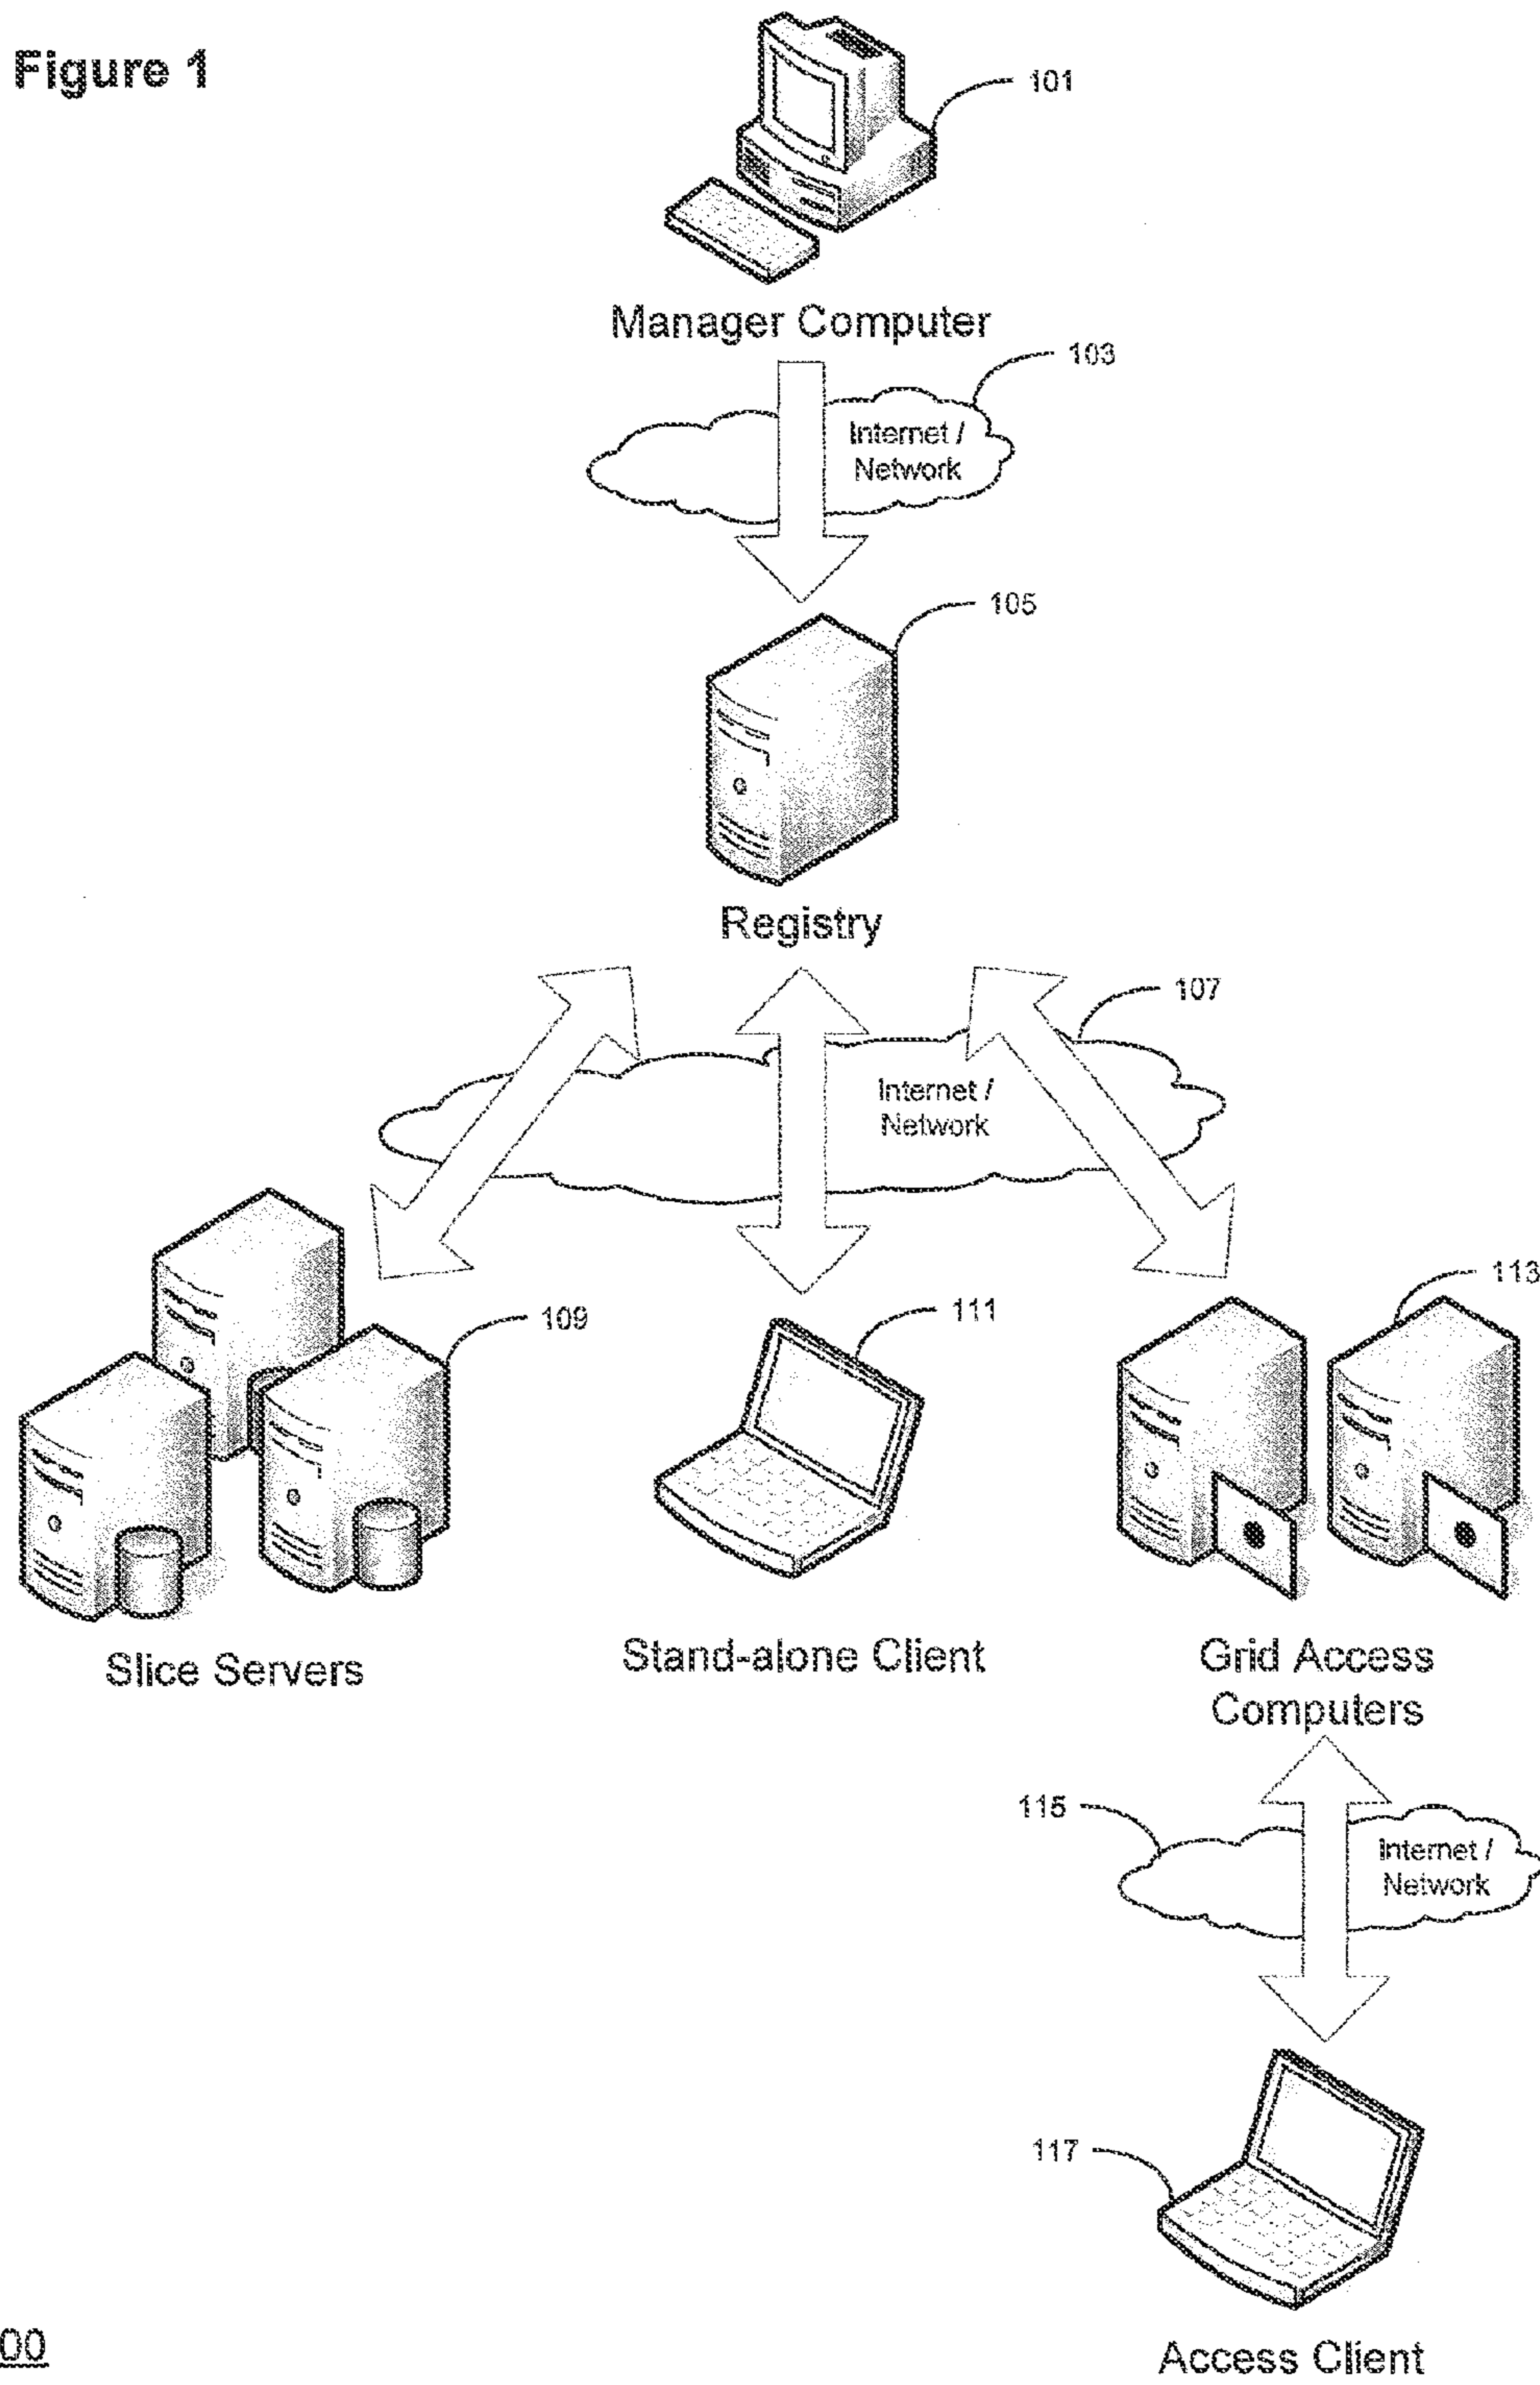 Figure 1
101
Manager Computer
103
Internet /
Network
105
Registry
107
Internet /
Network
109
111
113
Slice Servers
Stand-alone Client
Grid Access
Computers
115
Internet /
Network
117
Access Client
00